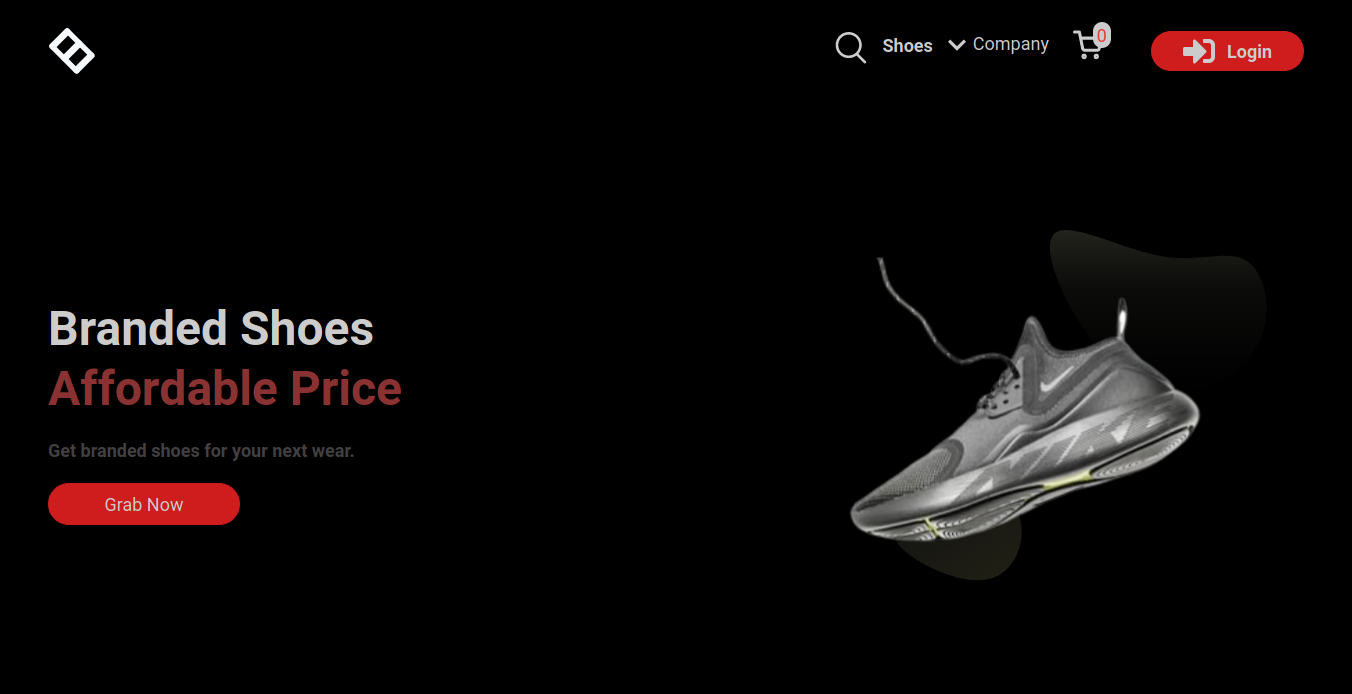 Shoes
Company
0
Login
Branded Shoes
Affordable Price
Get branded shoes for your next wear.
Grab Now